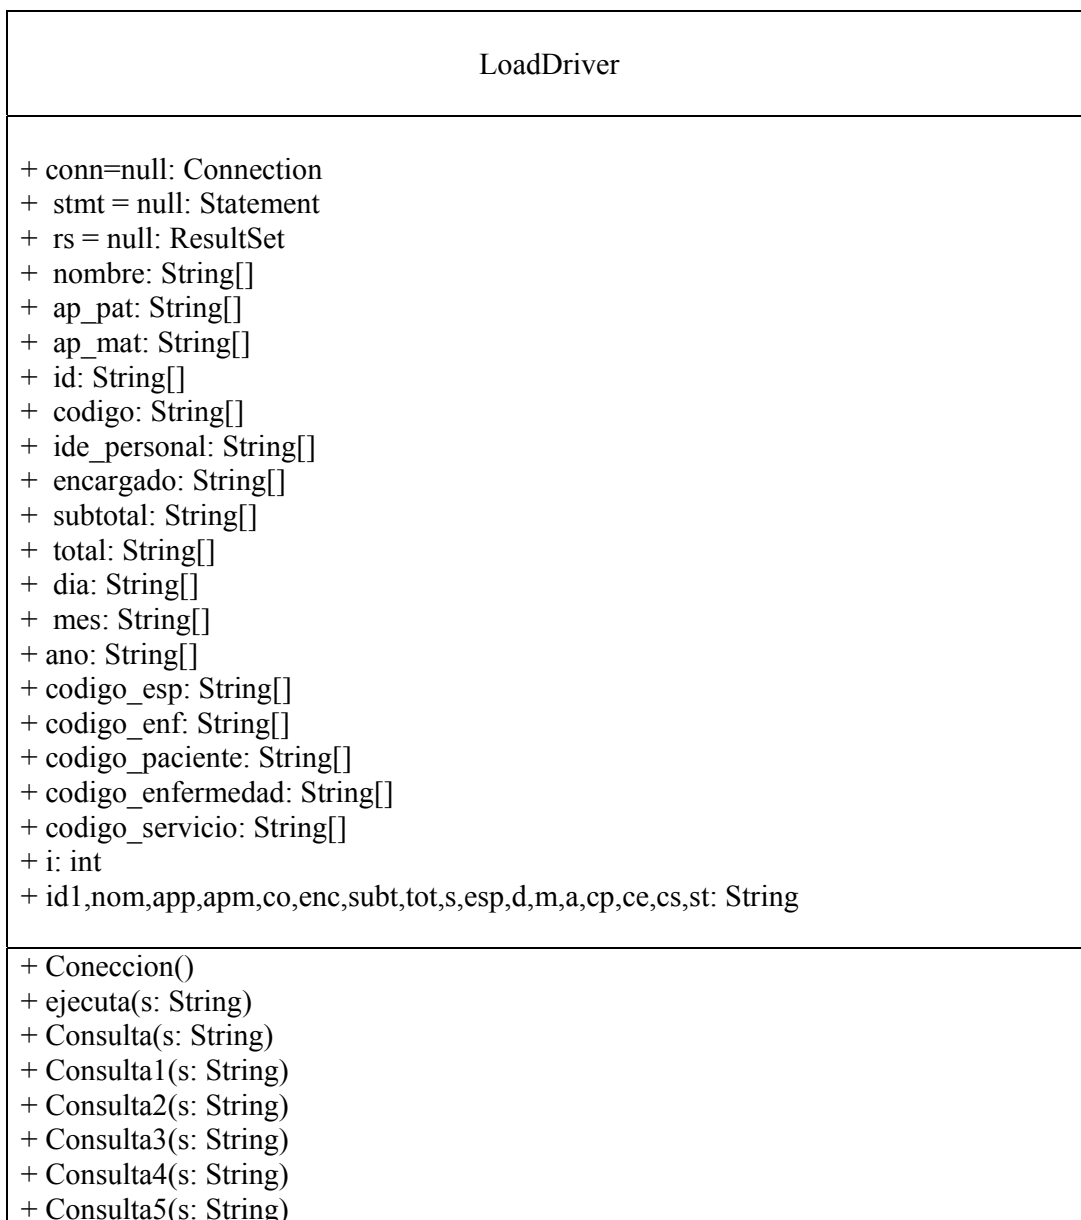 LoadDriver
+ conn=null: Connection
+ stmt = null: Statement
+ rs = null: ResultSet
+ nombre: String[]
+ ap_pat: String[]
+ ap_mat: String[]
+ id: String[]
+ codigo: String[]
+ ide_personal: String[]
+ encargado: String[]
+ subtotal: String[]
+ total: String[]
+ dia: String[]
+ mes: String[]
+ ano: String[]
+ codigo_esp: String[]
+ codigo_enf: String[]
+ codigo_paciente: String[]
+ codigo_enfermedad: String[]
+ codigo_servicio: String[]
+ i: int
+ id1,nom,app,apm,co,enc,subt,tot,s,esp,d,m,a,cp,ce,cs,st: String
+ Coneccion()
+ ejecuta(s: String)
+ Consulta(s: String)
+ Consulta1(s: String)
+ Consulta2(s: String)
+ Consulta3(s: String)
+ Consulta4(s: String)
+ Consulta5(s: String)